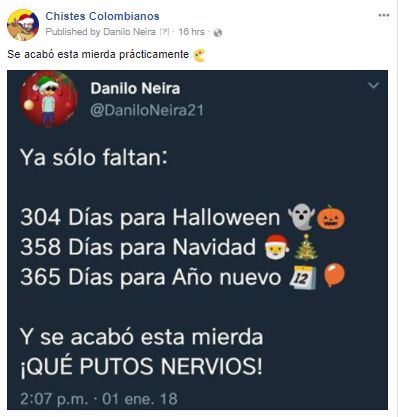 Chistes Colombianos
Published by Danilo Neira [?] · 16 hrs ·
Se acabó esta mierda prácticamente
Danilo Neira
@DaniloNeira21
Ya sólo faltan:
304 Días para Halloween 👻🎃
358 Días para Navidad 🎅🎄
365 Días para Año nuevo 📅🎈
Y se acabó esta mierda
¡QUÉ PUTOS NERVIOS!
2:07 p.m. · 01 ene. 18